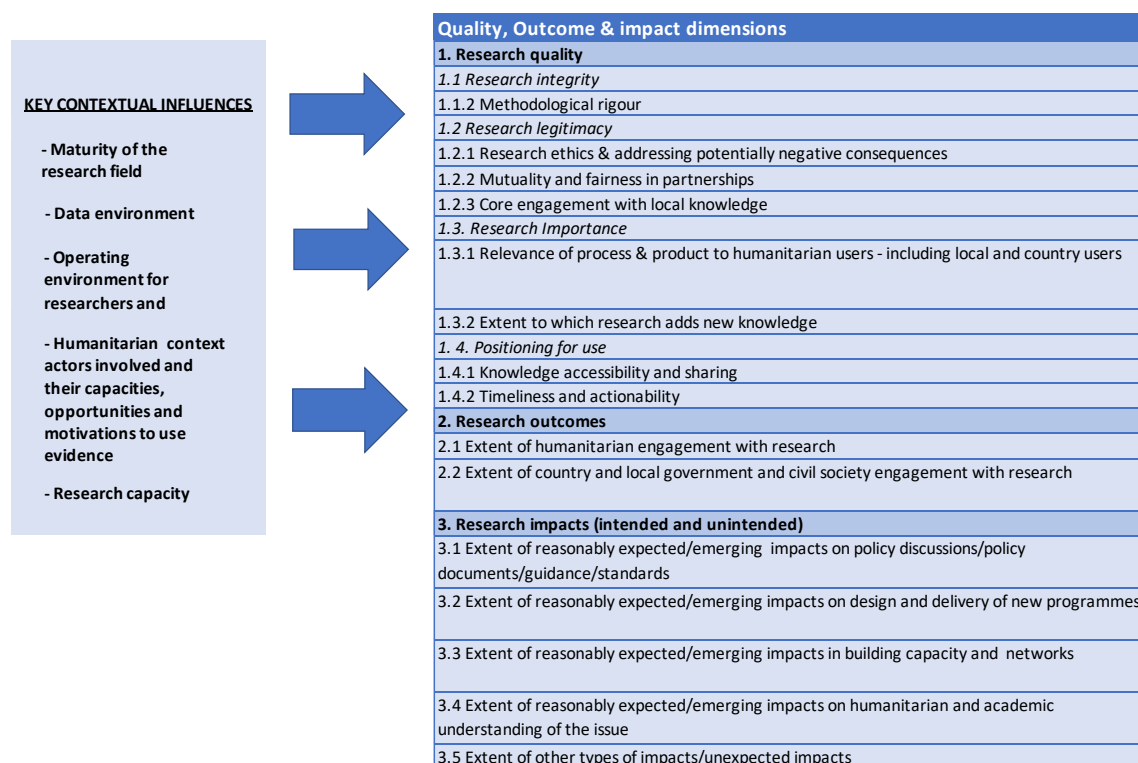 KEY CONTEXTUAL INFLUENCES
- Maturity of the
research field
- Data environment
- Operating
environment for
researchers and
- Humanitarian context
actors involved and
their capacities,
opportunities and
motivations to use
evidence
- Research capacity
Quality, Outcome & impact dimensions
1. Research quality
1.1 Research integrity
1.1.2 Methodological rigour
1.2 Research legitimacy
1.2.1 Research ethics & addressing potentially negative consequences
1.2.2 Mutuality and fairness in partnerships
1.2.3 Core engagement with local knowledge
1.3. Research Importance
1.3.1 Relevance of process & product to humanitarian users - including local and country users
1.3.2 Extent to which research adds new knowledge
1. 4. Positioning for use
1.4.1 Knowledge accessibility and sharing
1.4.2 Timeliness and actionability
2. Research outcomes
2.1 Extent of humanitarian engagement with research
2.2 Extent of country and local government and civil society engagement with research
3. Research impacts (intended and unintended)
3.1 Extent of reasonably expected/emerging impacts on policy discussions/policy
documents/guidance/standards
3.2 Extent of reasonably expected/emerging impacts on design and delivery of new programmes
3.3 Extent of reasonably expected/emerging impacts in building capacity and networks
3.4 Extent of reasonably expected/emerging impacts on humanitarian and academic
understanding of the issue
3.5 Extent of other types of impacts/unexpected impacts